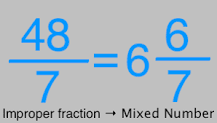 48/7 = 6 6/7
Improper fraction → Mixed Number